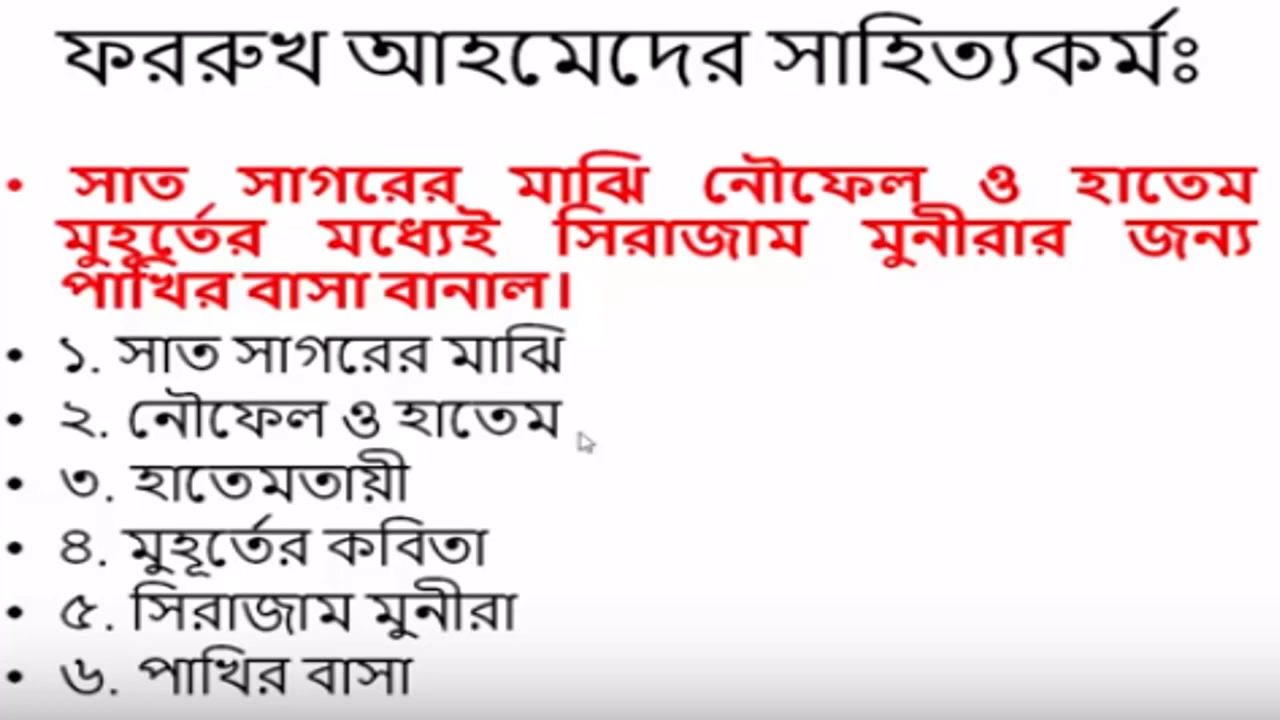 ফররুখ আহমেদের সাহিত্যকর্মঃ
• সাত সাগরের মাঝি নৌফেল ও হাতেম
মুহূর্তের মধ্যেই সিরাজাম মুনীরার জন্য
পাখির বাসা বানাল।
• ১. সাত সাগরের মাঝি
• ২. নৌফেল ও হাতেম
• ৩. হাতেমতায়ী
• ৪. মুহূর্তের কবিতা
• ৫. সিরাজাম মুনীরা
• ৬. পাখির বাসা